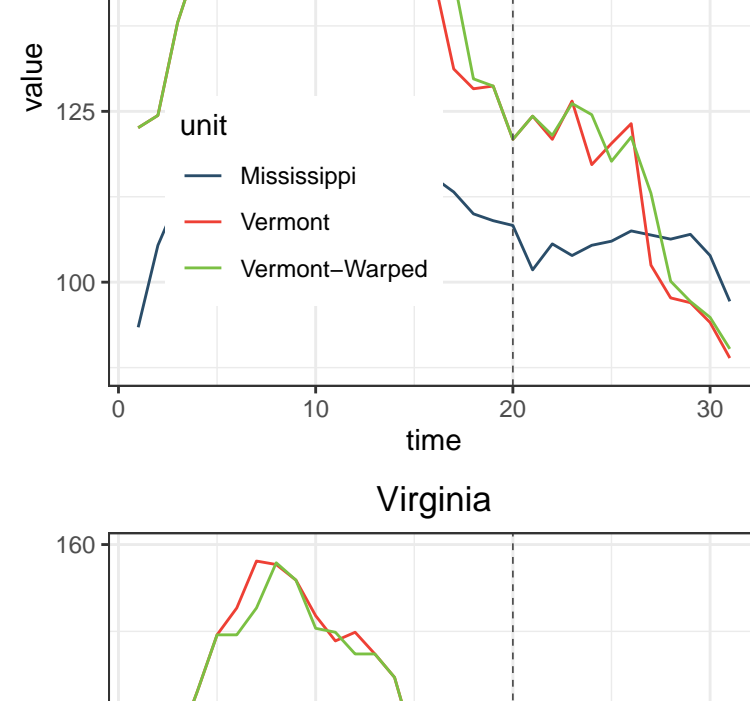 value
125
100
unit
Mississippi
Vermont
Vermont−Warped
0 10 20 30
time
Virginia
160